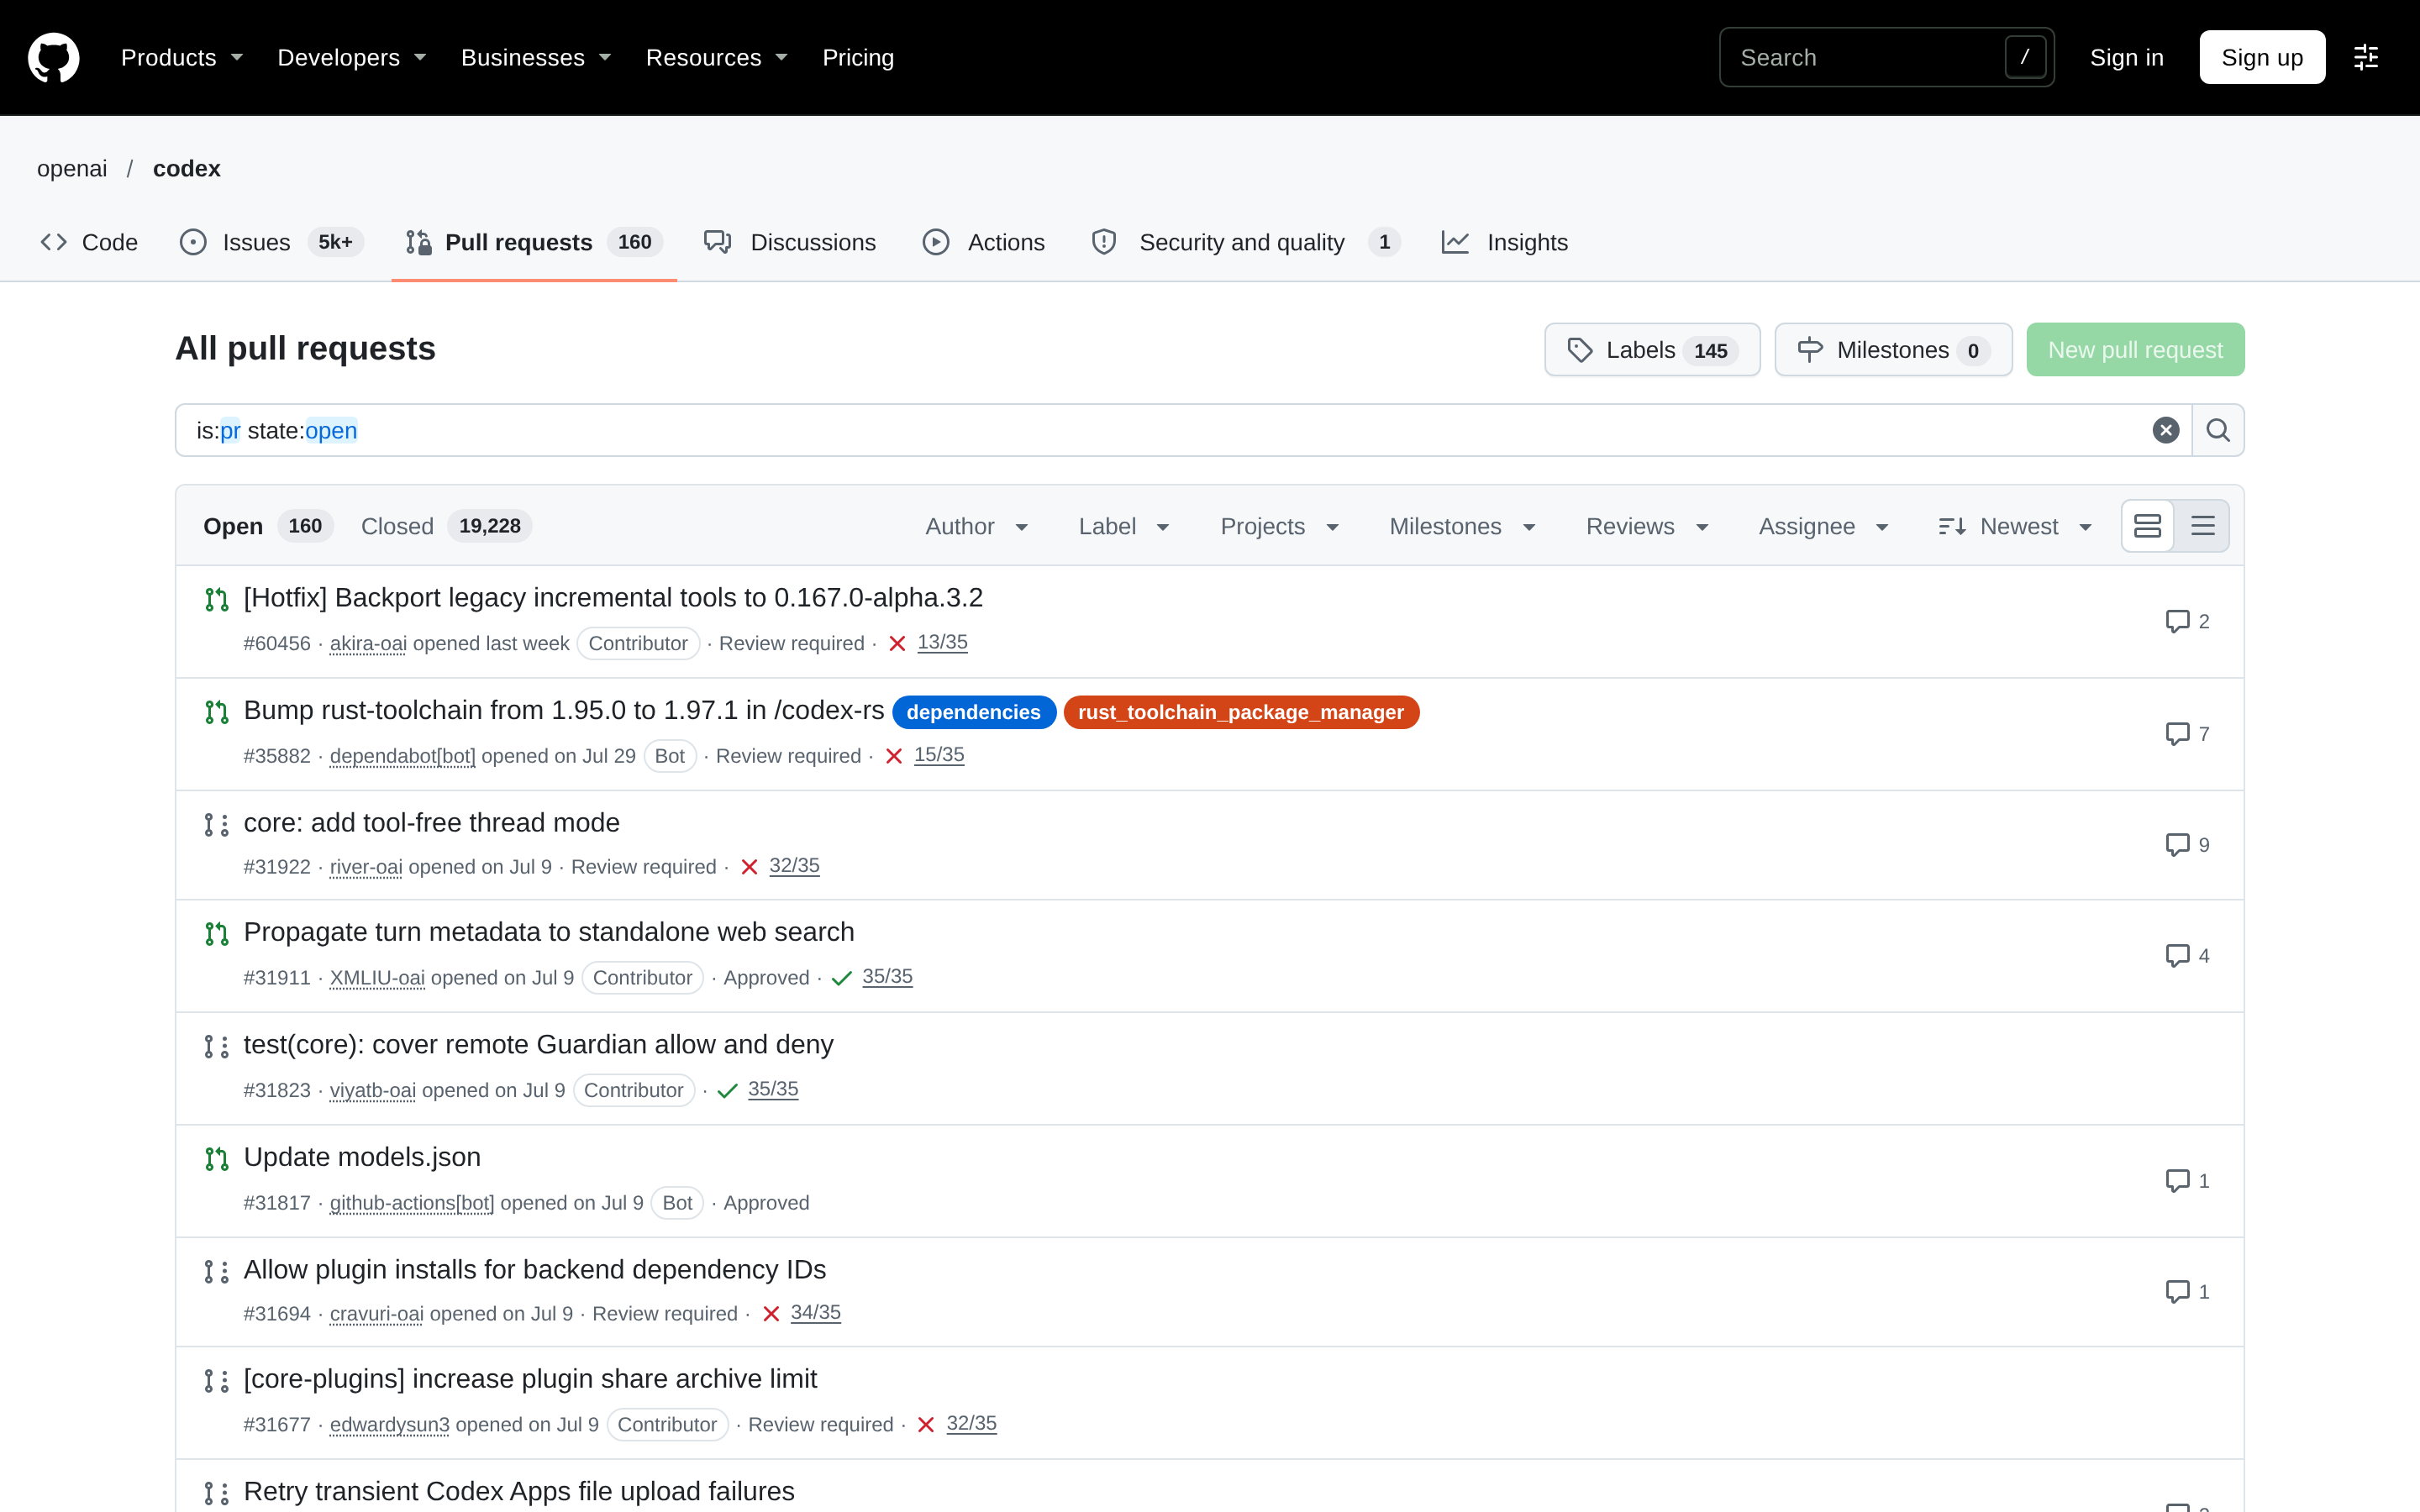 Products Developers Businesses Resources Pricing Search / Sign in Sign up
openai / codex
Code Issues 5k+ Pull requests 160 Discussions Actions Security and quality 1 Insights
All pull requests Labels 145 Milestones 0 New pull request
is:pr state:open
Open 160 Closed 19,228 Author Label Projects Milestones Reviews Assignee Newest
[Hotfix] Backport legacy incremental tools to 0.167.0-alpha.3.2
#60456 · akira-oai opened last week Contributor · Review required · 13/35 2
Bump rust-toolchain from 1.95.0 to 1.97.1 in /codex-rs dependencies rust_toolchain_package_manager
#35882 · dependabot[bot] opened on Jul 29 Bot · Review required · 15/35 7
core: add tool-free thread mode
#31922 · river-oai opened on Jul 9 · Review required · 32/35 9
Propagate turn metadata to standalone web search
#31911 · XMLIU-oai opened on Jul 9 Contributor · Approved · 35/35 4
test(core): cover remote Guardian allow and deny
#31823 · viyatb-oai opened on Jul 9 Contributor · 35/35
Update models.json
#31817 · github-actions[bot] opened on Jul 9 Bot · Approved 1
Allow plugin installs for backend dependency IDs
#31694 · cravuri-oai opened on Jul 9 · Review required · 34/35 1
[core-plugins] increase plugin share archive limit
#31677 · edwardysun3 opened on Jul 9 Contributor · Review required · 32/35
Retry transient Codex Apps file upload failures